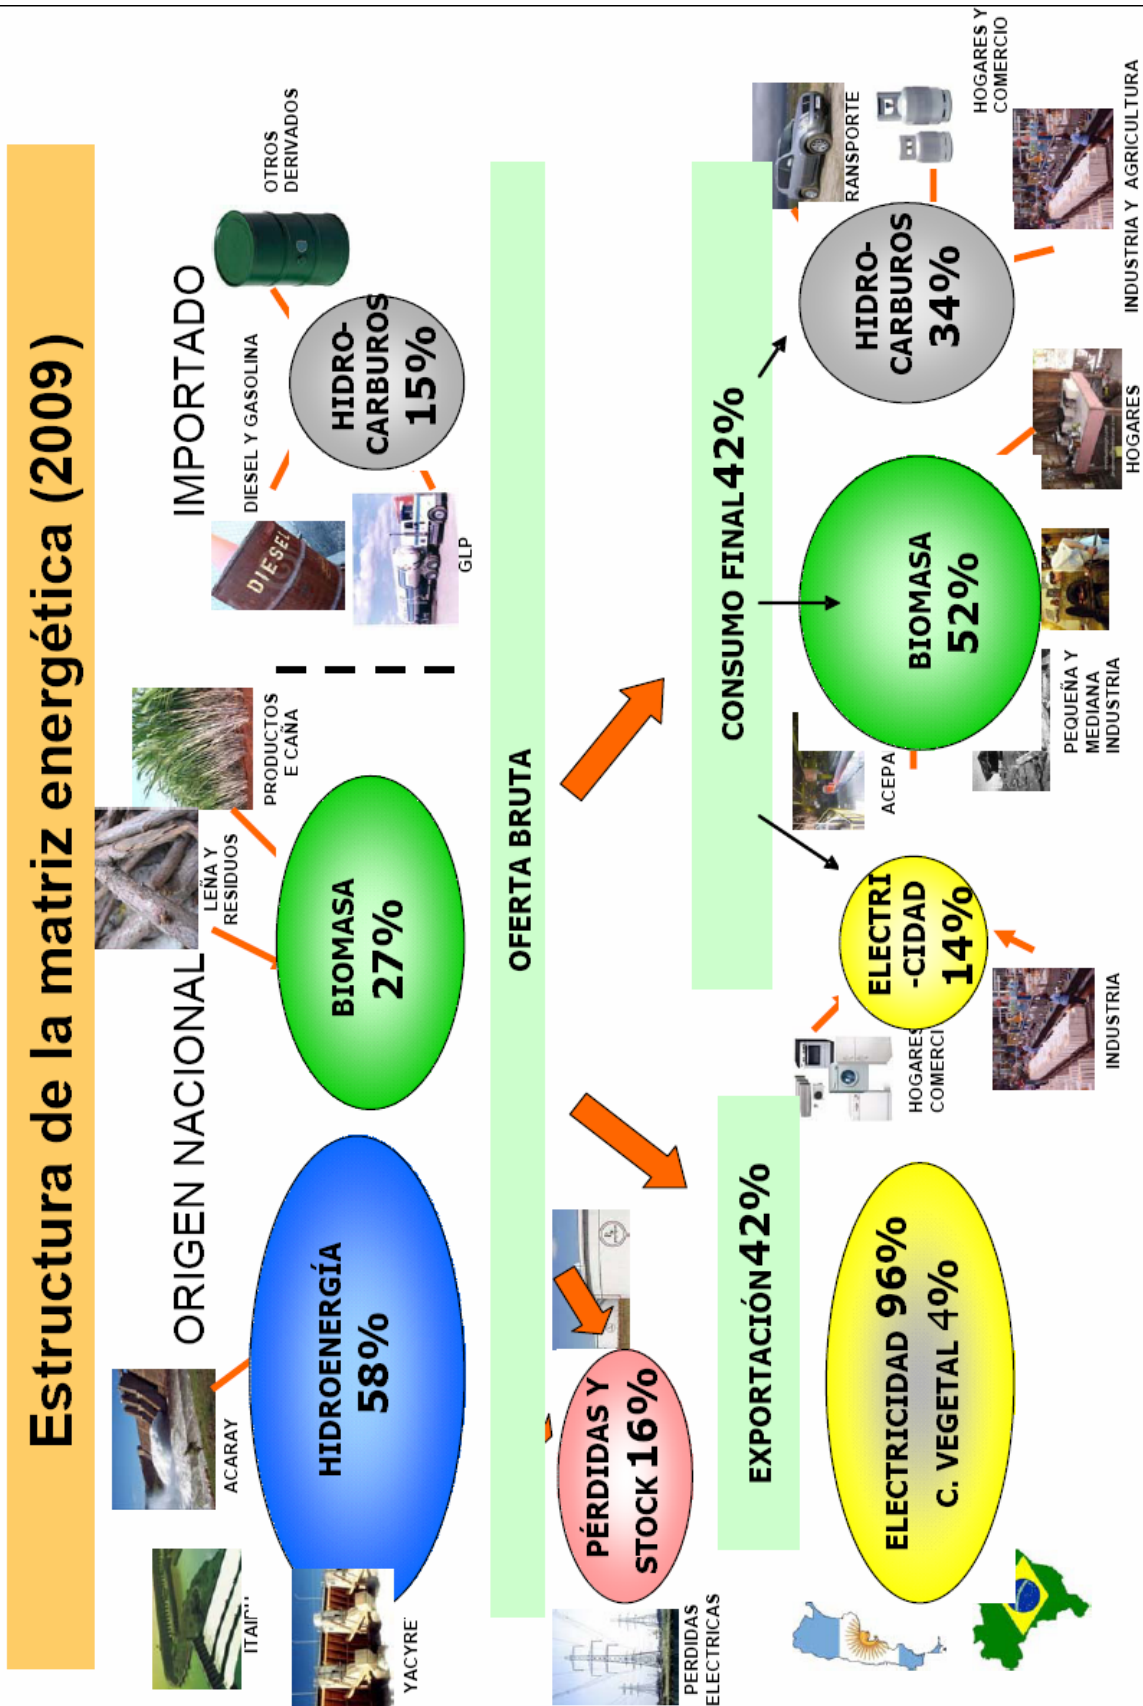 Estructura de la matriz energética (2009)
ORIGEN NACIONAL
IMPORTADO
ACARAY
YACYRE
LEÑA Y
RESIDUOS
PRODUCTOS
E CAÑA
DIESEL Y GASOLINA
DIESEL
GLP
OTROS
DERIVADOS
HIDROENERGÍA
58%
BIOMASA
27%
HIDRO-
CARBUROS
15%
OFERTA BRUTA
PERDIDAS
ELECTRICAS
PÉRDIDAS Y
STOCK 16%
EXPORTACIÓN 42%
CONSUMO FINAL 42%
ELECTRICIDAD 96%
C. VEGETAL 4%
HOGARES
COMERCI
ELECTRI
-CIDAD
14%
INDUSTRIA
ACEPA
BIOMASA
52%
PEQUEÑA Y
MEDIANA
INDUSTRIA
HOGARES
RANSPORTE
HIDRO-
CARBUROS
34%
HOGARES Y
COMERCIO
INDUSTRIA Y AGRICULTURA